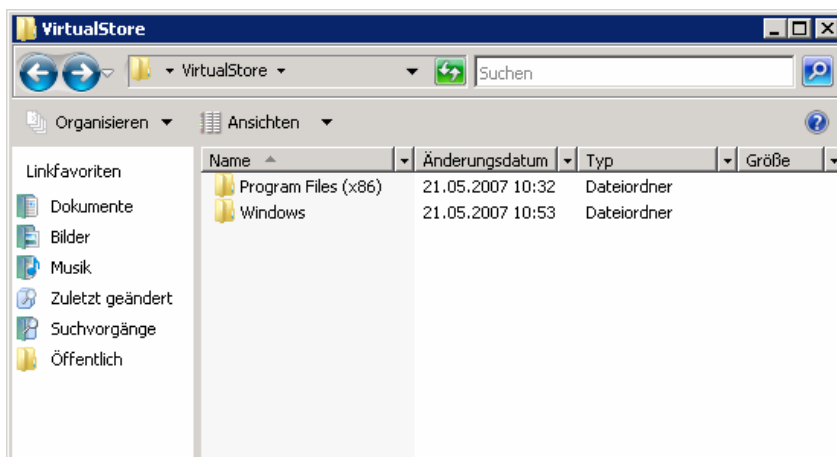 VirtualStore
VirtualStore
Suchen
Organisieren
Ansichten
Linkfavoriten
Dokumente
Bilder
Musik
Zuletzt geändert
Suchvorgänge
Öffentlich
Name Änderungsdatum Typ Größe
Program Files (x86) 21.05.2007 10:32 Dateiordner
Windows 21.05.2007 10:53 Dateiordner